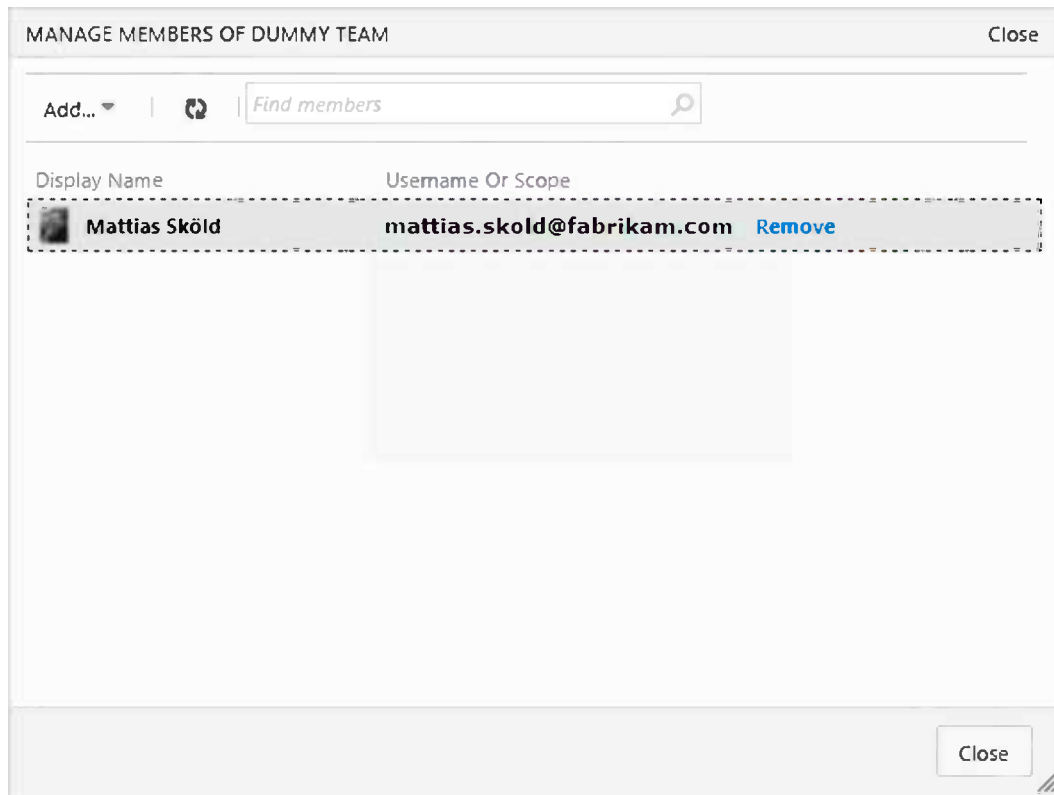 MANAGE MEMBERS OF DUMMY TEAM Close
Add... Find members
Display Name Username Or Scope
Mattias Sköld mattias.skold@fabrikam.com Remove
Close